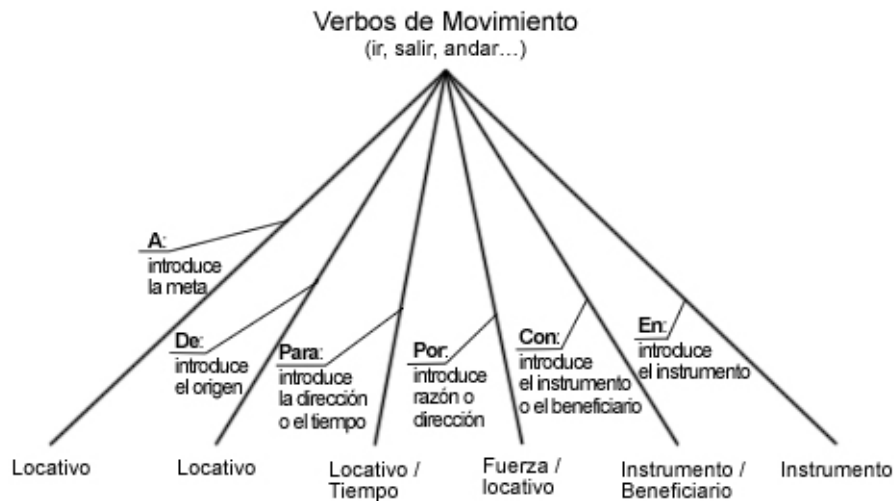 Verbos de Movimiento
(ir, salir, andar...)
A:
introduce
la meta
De:
introduce
el origen
Para:
introduce
la dirección
o el tiempo
Por:
introduce
razón o
dirección
Con:
introduce
el instrumento
o el beneficiario
En:
introduce
el instrumento
Locativo
Locativo
Locativo /
Tiempo
Fuerza /
locativo
Instrumento /
Beneficiario
Instrumento